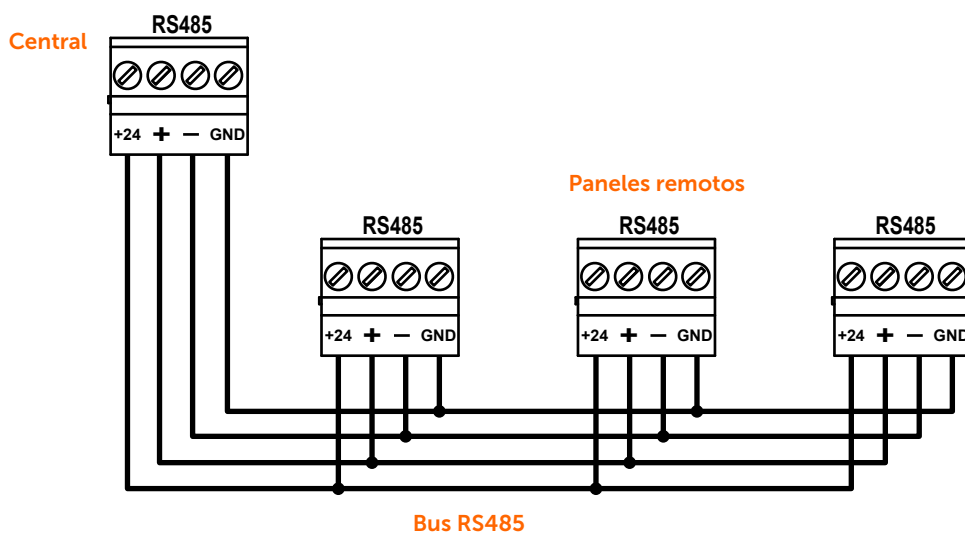 Central
RS485
+24 + − GND
Paneles remotos
RS485
RS485
RS485
+24 + − GND
+24 + − GND
+24 + − GND
Bus RS485